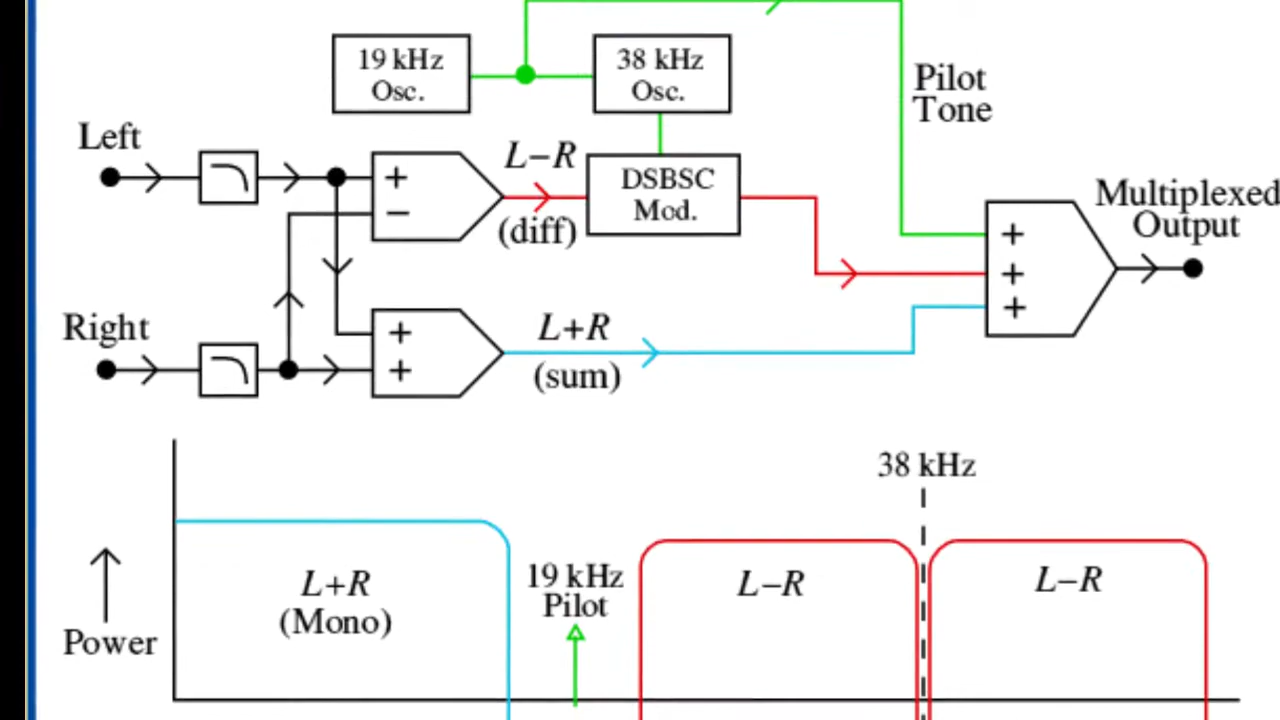 19 kHz
Osc.
38 kHz
Osc.
Pilot
Tone
Left
+
−
L−R
(diff)
DSBSC
Mod.
Multiplexed
Output
+
+
+
Right
+
+
L+R
(sum)
38 kHz
Power
L+R
(Mono)
19 kHz
Pilot
L−R
L−R